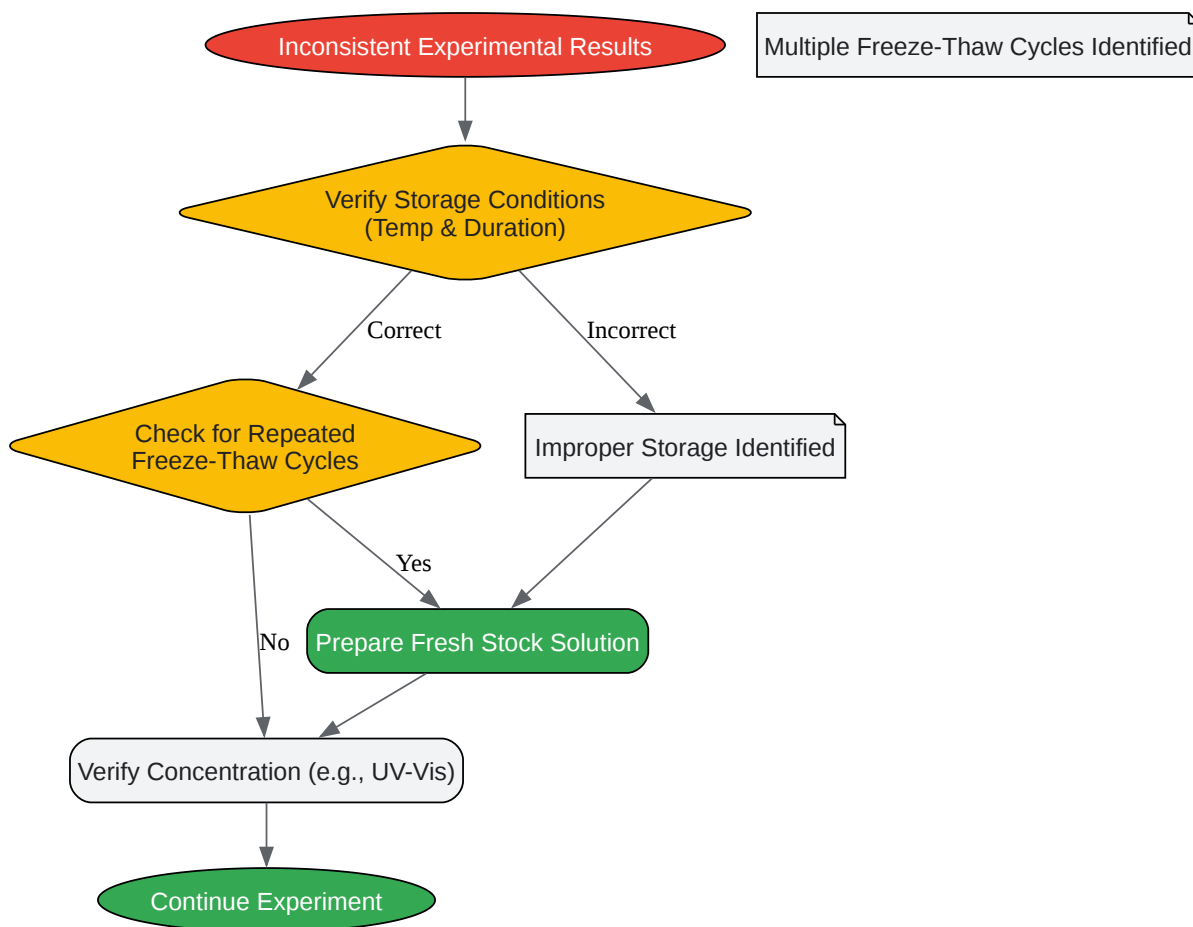 Inconsistent Experimental Results
Multiple Freeze-Thaw Cycles Identified
Verify Storage Conditions
(Temp & Duration)
Correct
Incorrect
Check for Repeated
Freeze-Thaw Cycles
Improper Storage Identified
Yes
No
Prepare Fresh Stock Solution
Verify Concentration (e.g., UV-Vis)
Continue Experiment